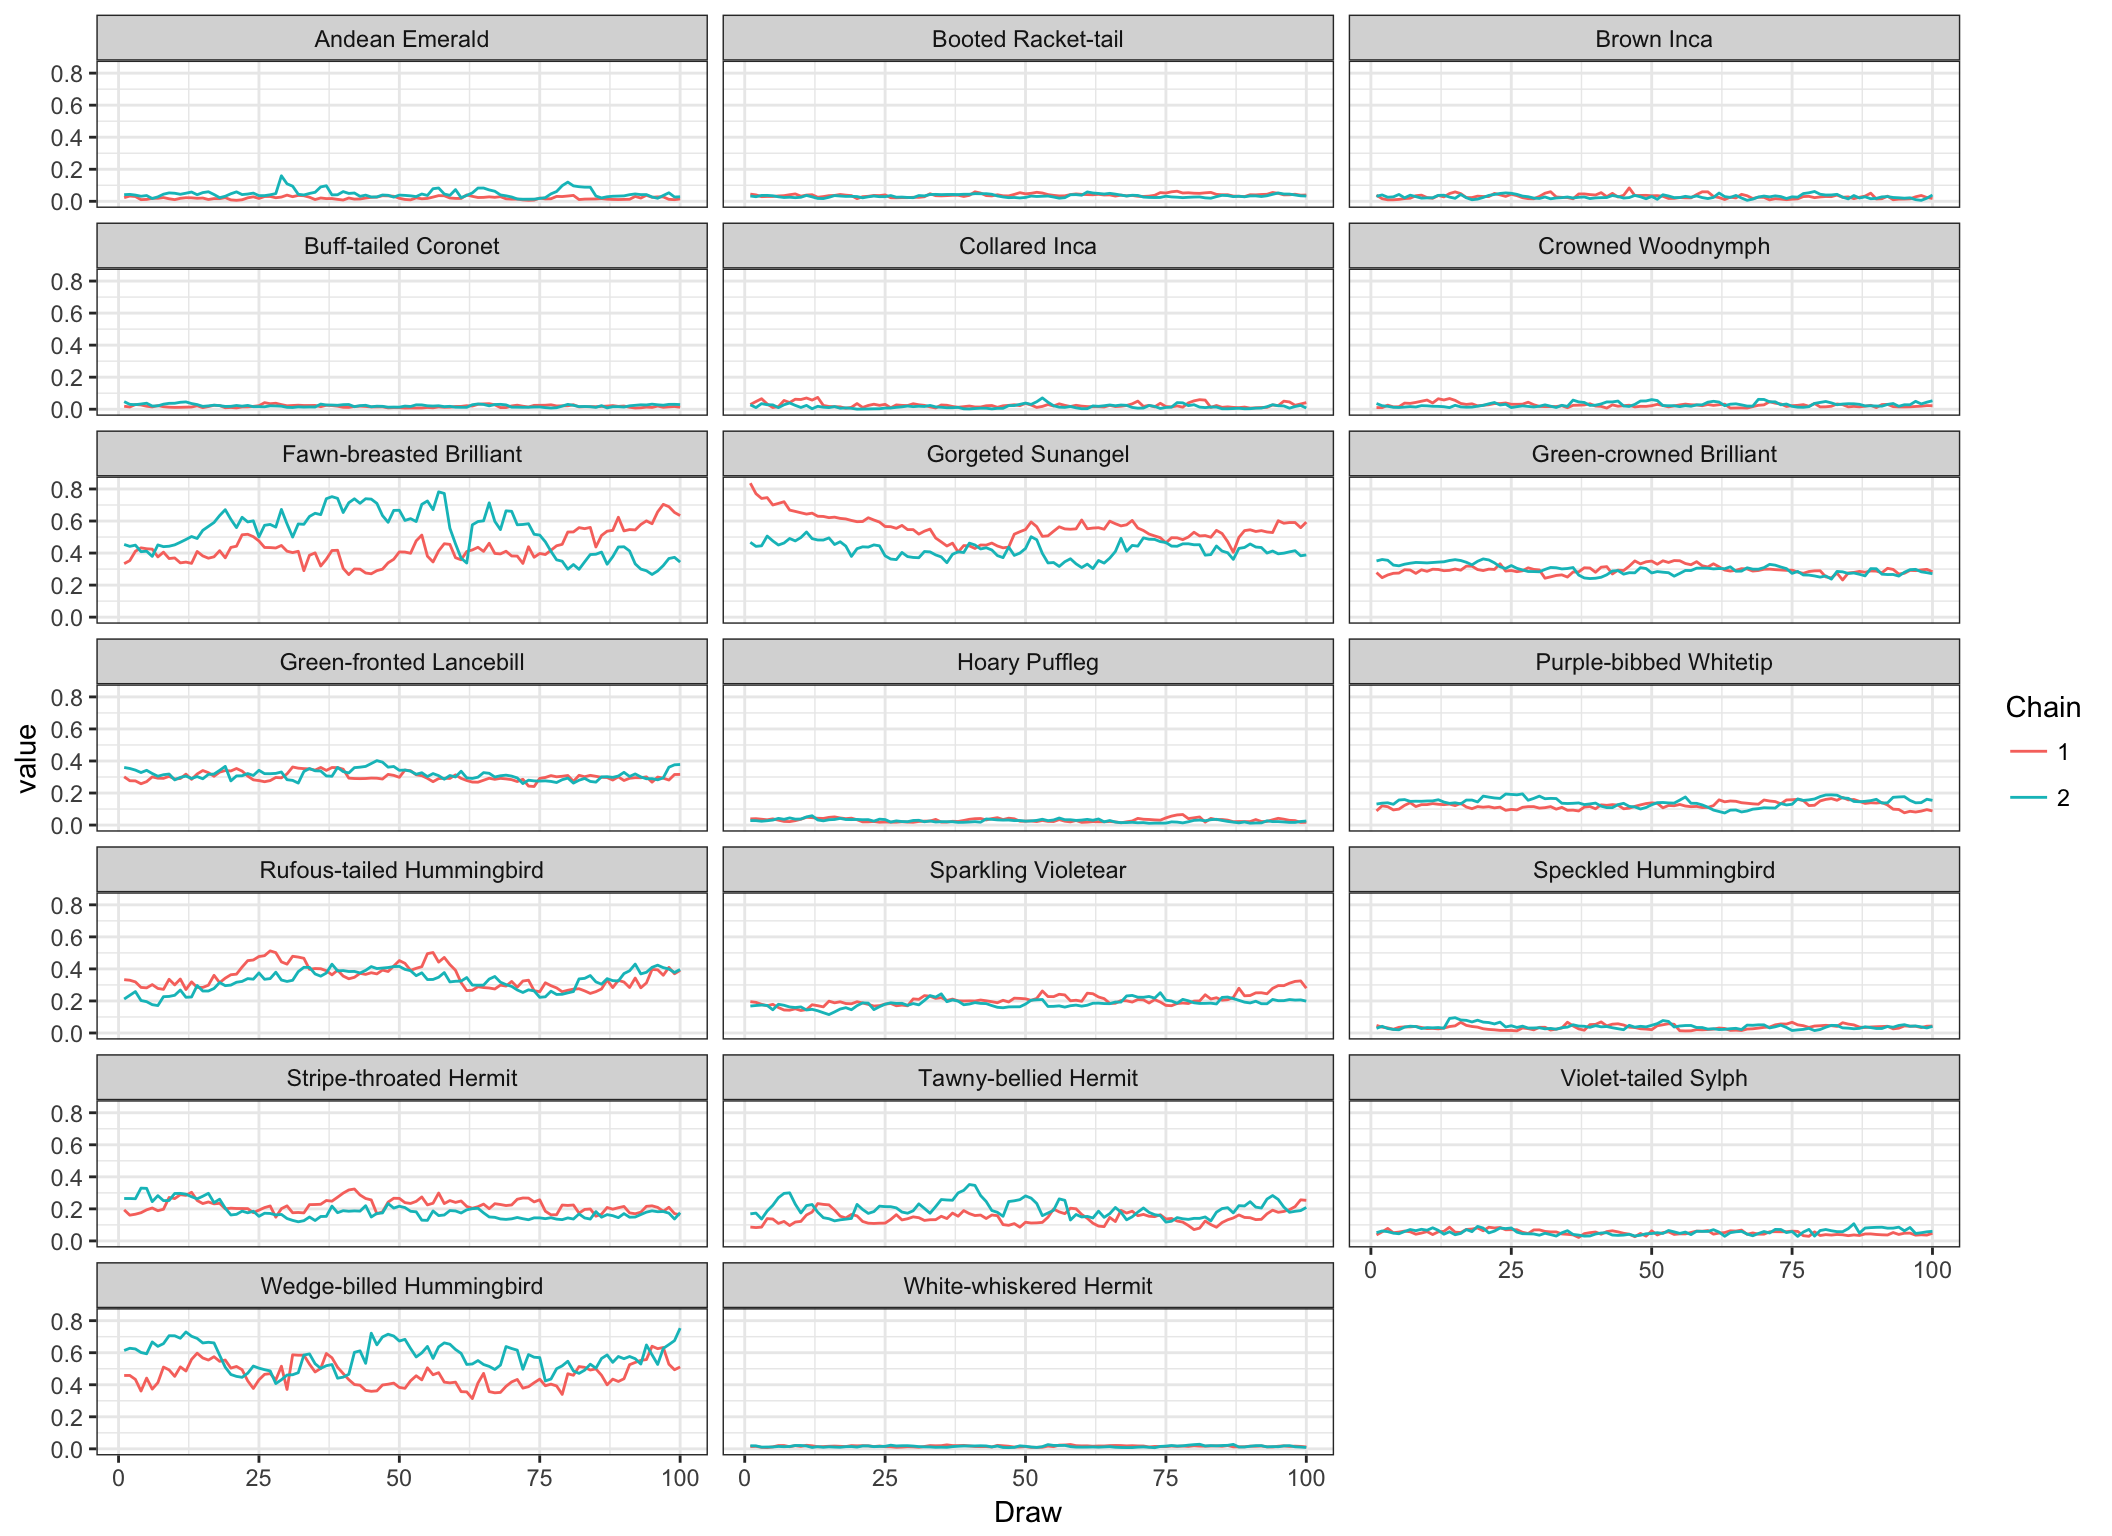 Andean Emerald
Booted Racket-tail
Brown Inca
0.8
0.6
0.4
0.2
0.0
Buff-tailed Coronet
Collared Inca
Crowned Woodnymph
0.8
0.6
0.4
0.2
0.0
Fawn-breasted Brilliant
Gorgeted Sunangel
Green-crowned Brilliant
0.8
0.6
0.4
0.2
0.0
Green-fronted Lancebill
Hoary Puffleg
Purple-bibbed Whitetip
0.8
0.6
0.4
0.2
0.0
Rufous-tailed Hummingbird
Sparkling Violetear
Speckled Hummingbird
0.8
0.6
0.4
0.2
0.0
Stripe-throated Hermit
Tawny-bellied Hermit
Violet-tailed Sylph
0.8
0.6
0.4
0.2
0.0
0 25 50 75 100
Wedge-billed Hummingbird
White-whiskered Hermit
0.8
0.6
0.4
0.2
0.0
0 25 50 75 100
0 25 50 75 100
Draw
value
Chain
1
2